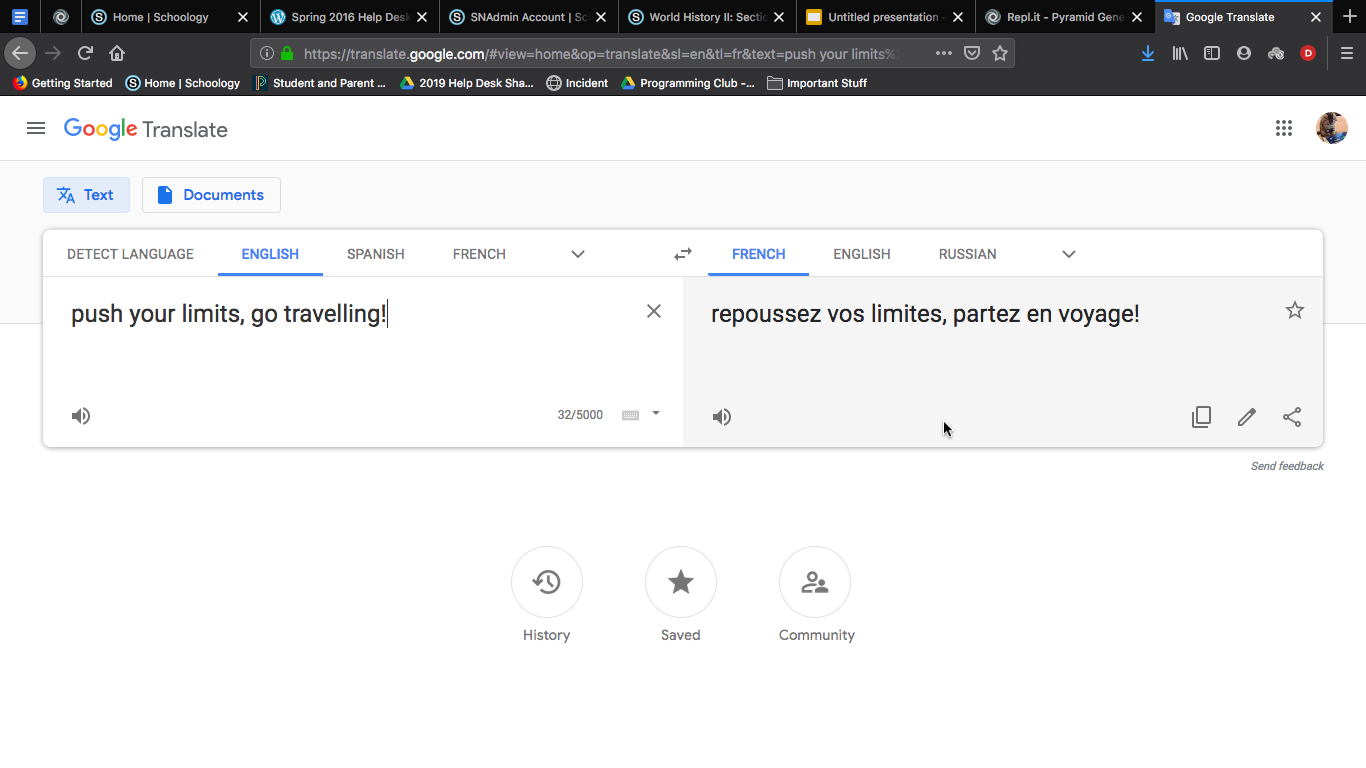 Home | Schoology
Spring 2016 Help Des
SNAdmin Account | Sc
World History II: Sectio
Untitled presentation -
Repl.it - Pyramid Gene
Google Translate
https://translate.google.com/#view=home&op=translate&sl=en&tl=fr&text=push your limits%2
Getting Started
Home | Schoology
Student and Parent ...
2019 Help Desk Sha...
Incident
Programming Club -...
Important Stuff
Google Translate
Text
Documents
DETECT LANGUAGE
ENGLISH
SPANISH
FRENCH
FRENCH
ENGLISH
RUSSIAN
push your limits, go travelling!
repoussez vos limites, partez en voyage!
32/5000
Send feedback
History
Saved
Community